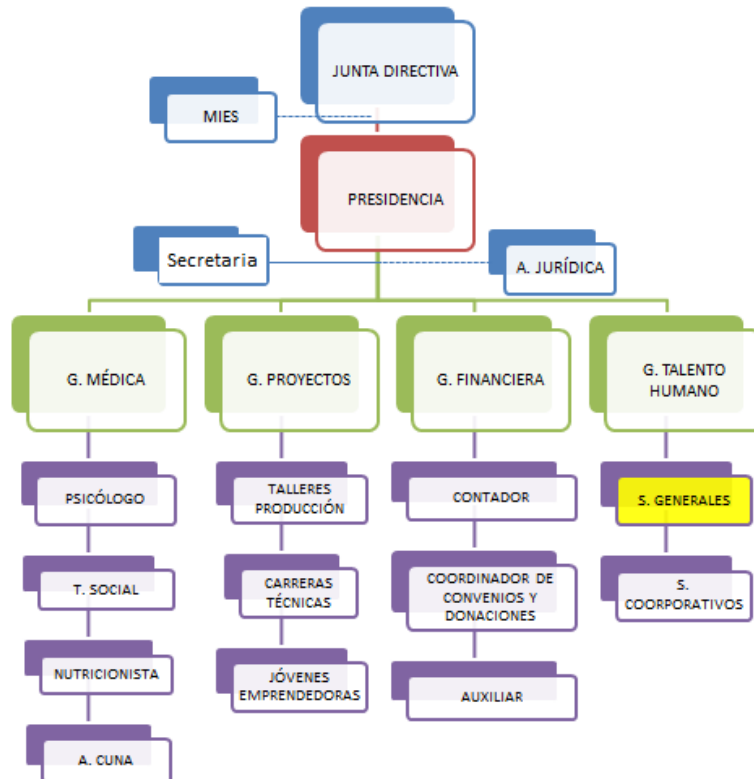 JUNTA DIRECTIVA
MIES
PRESIDENCIA
Secretaria
A. JURÍDICA
G. MÉDICA
G. PROYECTOS
G. FINANCIERA
G. TALENTO
HUMANO
PSICÓLOGO
TALLERES
PRODUCCIÓN
CONTADOR
S. GENERALES
T. SOCIAL
CARRERAS
TÉCNICAS
COORDINADOR DE
CONVENIOS Y
DONACIONES
S.
COORPORATIVOS
NUTRICIONISTA
JÓVENES
EMPRENDEDORAS
AUXILIAR
A. CUNA